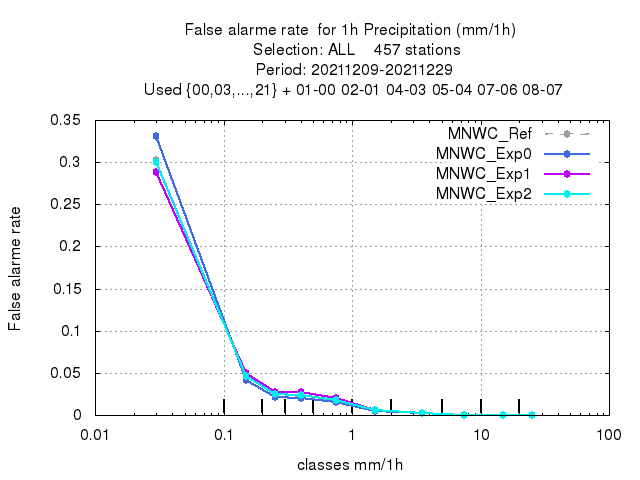 False alarme rate  for 1h Precipitation (mm/1h)
Selection: ALL    457 stations
Period: 20211209-20211229
Used {00,03,...,21} + 01-00 02-01 04-03 05-04 07-06 08-07
MNWC_Ref
MNWC_Exp0
MNWC_Exp1
MNWC_Exp2
False alarme rate
0.35
0.3
0.25
0.2
0.15
0.1
0.05
0
0.01 0.1 1 10 100
classes mm/1h